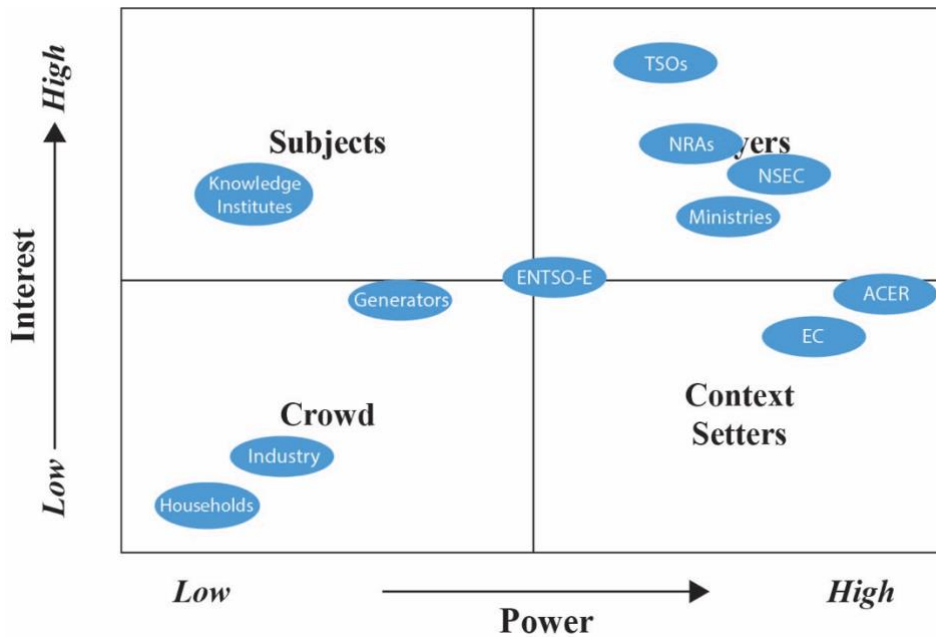 High
TSOs
Subjects
NRAs
yers
NSEC
Knowledge
Institutes
Ministries
Interest
ENTSO-E
Generators
ACER
EC
Context
Setters
Crowd
Industry
Households
Low
Low
High
Power